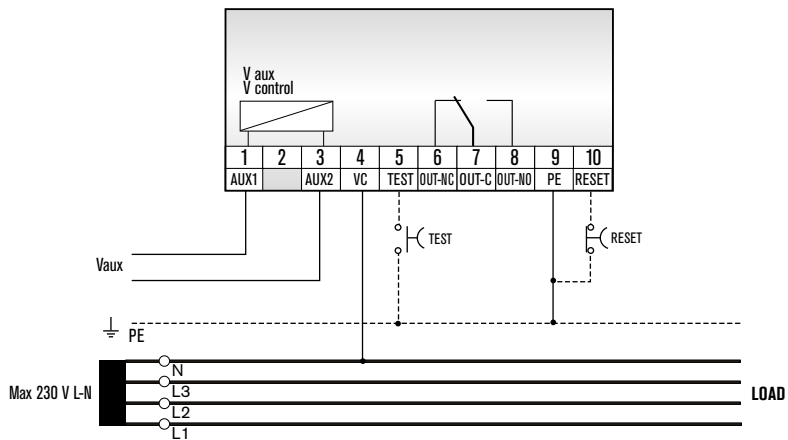 V aux
V control
1 2 3 4 5 6 7 8 9 10
AUX1 AUX2 VC TEST OUT-NC OUT-C OUT-NO PE RESET
TEST
RESET
Vaux
PE
N
Max 230 V L-N
L3
LOAD
L2
L1